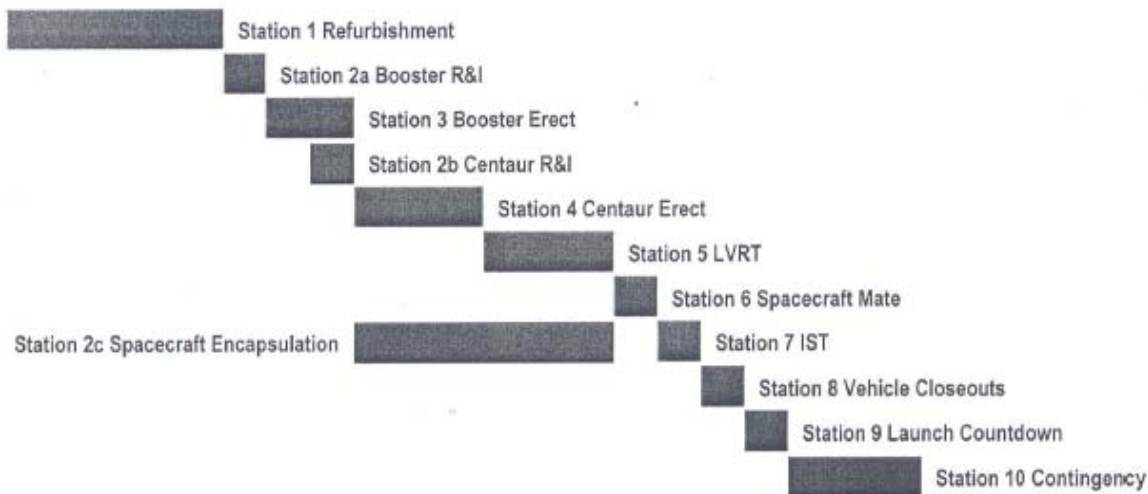 Station 1 Refurbishment
Station 2a Booster R&I
Station 3 Booster Erect
Station 2b Centaur R&I
Station 4 Centaur Erect
Station 5 LVRT
Station 6 Spacecraft Mate
Station 2c Spacecraft Encapsulation
Station 7 IST
Station 8 Vehicle Closeouts
Station 9 Launch Countdown
Station 10 Contingency